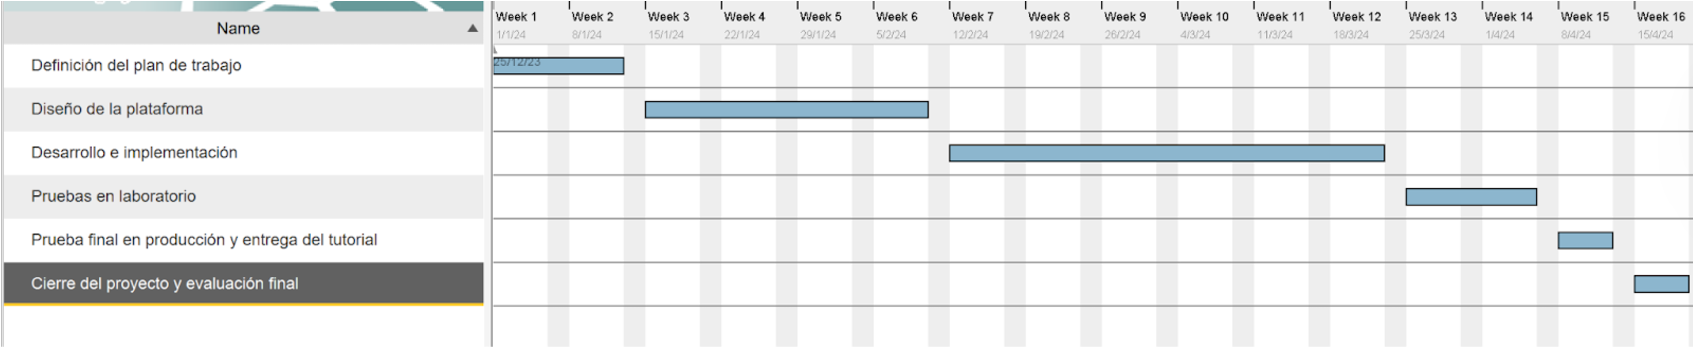 Name
Week 1 Week 2 Week 3 Week 4 Week 5 Week 6 Week 7 Week 8 Week 9 Week 10 Week 11 Week 12 Week 13 Week 14 Week 15 Week 16
1/1/24 8/1/24 15/1/24 22/1/24 29/1/24 5/2/24 12/2/24 19/2/24 26/2/24 4/3/24 11/3/24 18/3/24 25/3/24 1/4/24 8/4/24 15/4/24
25/12/23
Definición del plan de trabajo
Diseño de la plataforma
Desarrollo e implementación
Pruebas en laboratorio
Prueba final en producción y entrega del tutorial
Cierre del proyecto y evaluación final